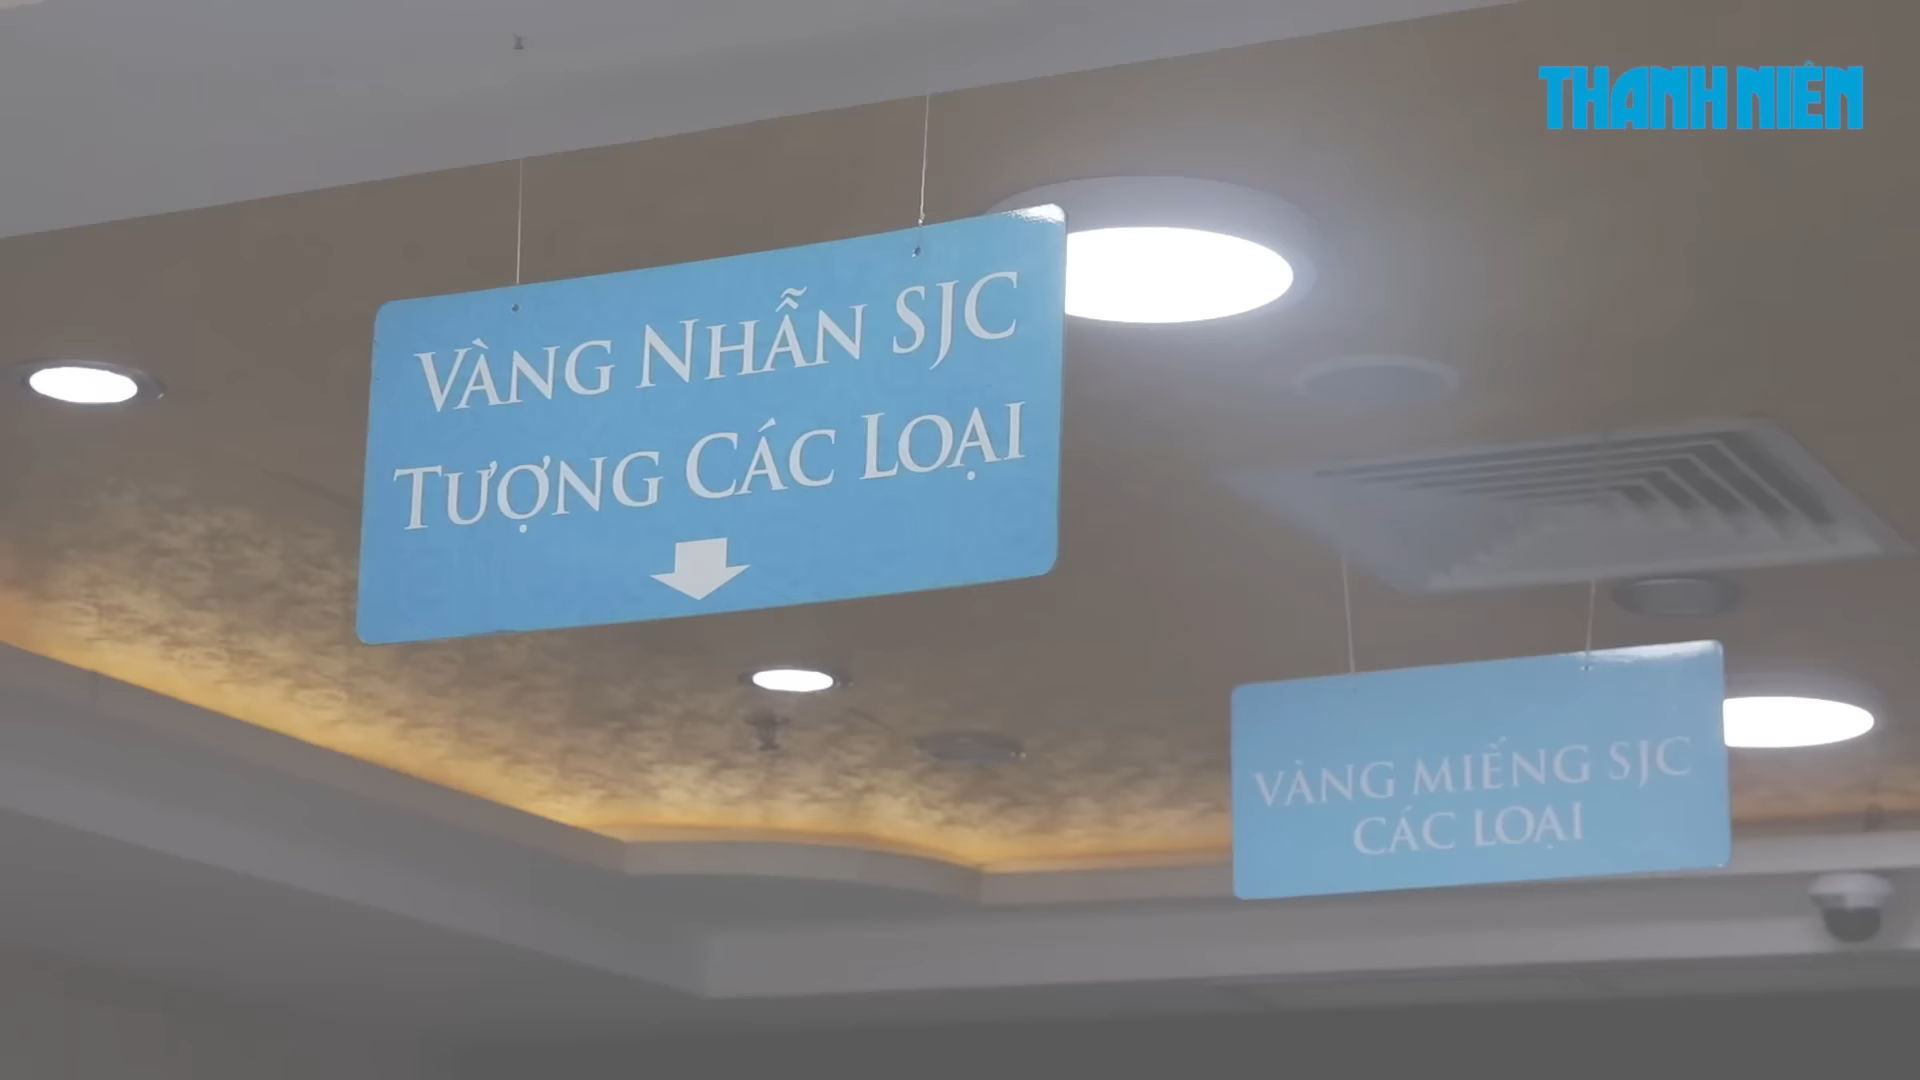 THANH NIÊN
VÀNG NHẪN SJC
TƯỢNG CÁC LOẠI
VÀNG MIẾNG SJC
CÁC LOẠI